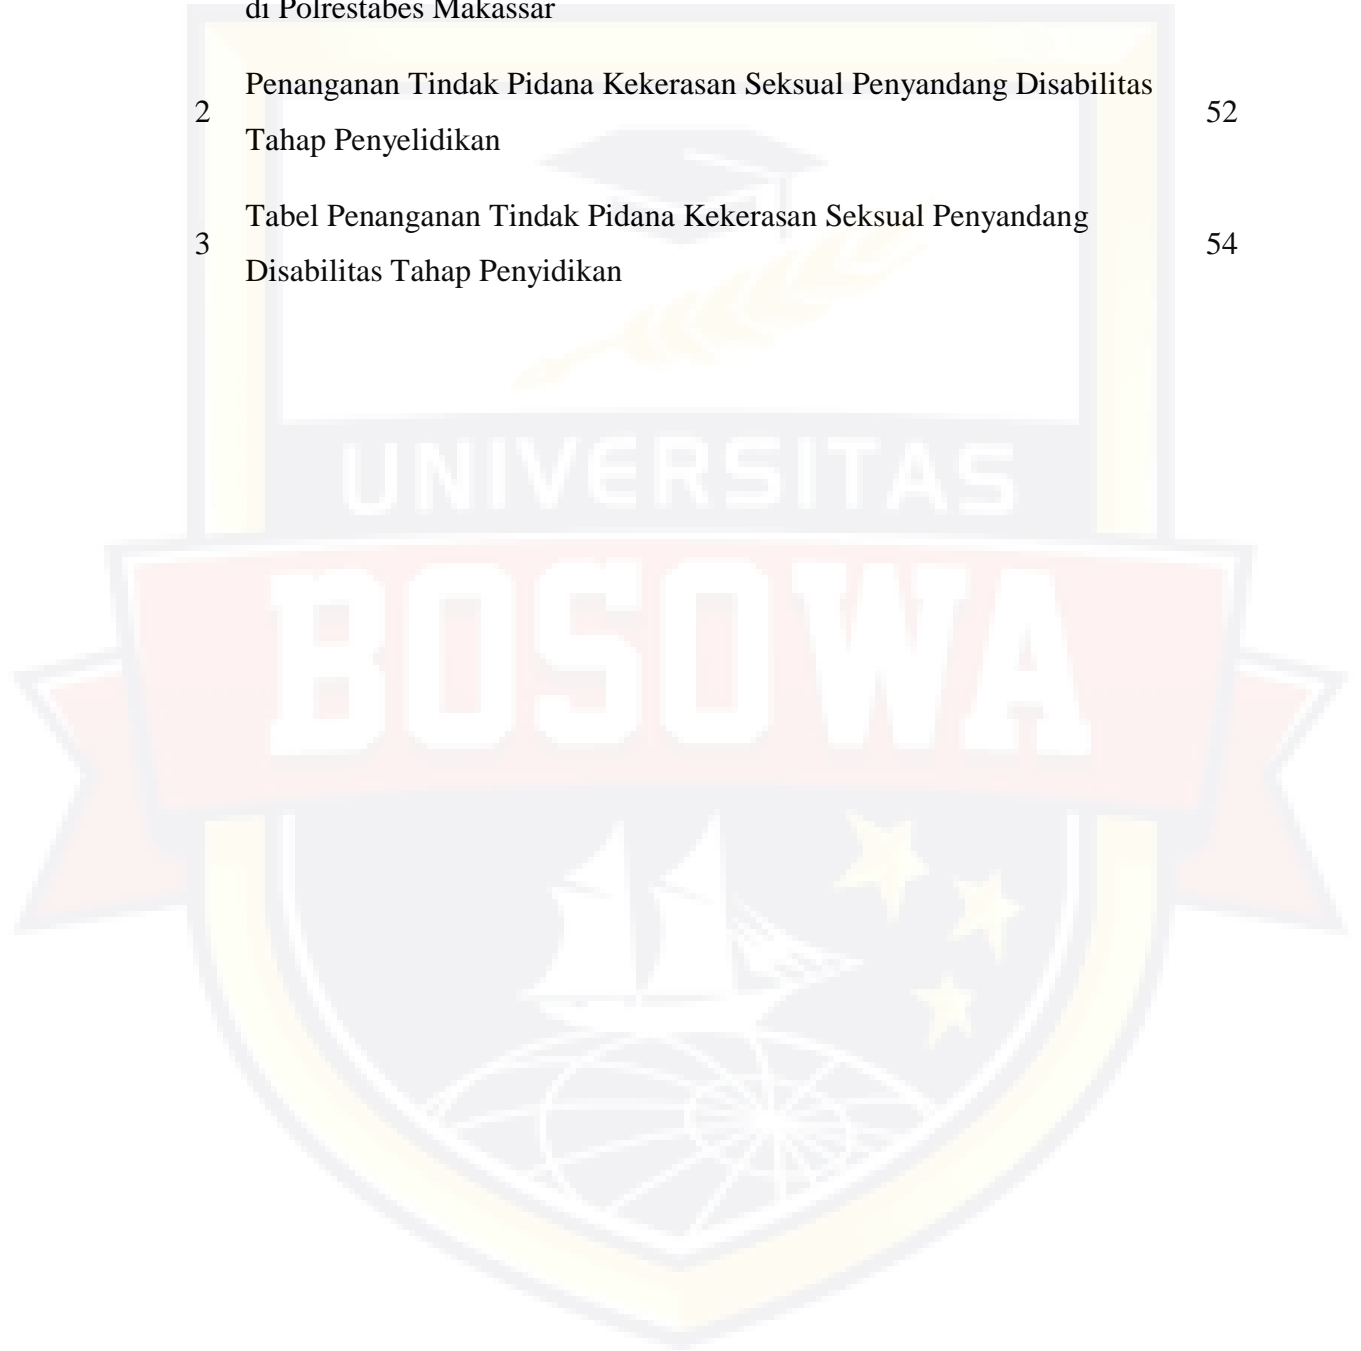 di Polrestabes Makassar
Penanganan Tindak Pidana Kekerasan Seksual Penyandang Disabilitas
2 52
Tahap Penyelidikan
Tabel Penanganan Tindak Pidana Kekerasan Seksual Penyandang
3 54
Disabilitas Tahap Penyidikan
UNIVERSITAS
BOSOWA